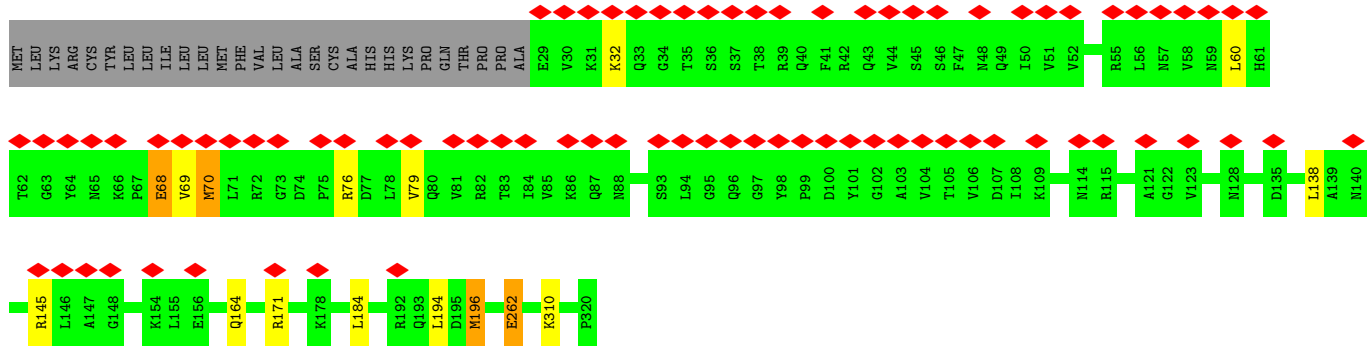 MET LEU LYS ARG CYS TYR LEU LEU ILE LEU LEU MET PHE VAL LEU ALA SER CYS ALA HIS HIS LYS PRO GLN THR PRO PRO ALA E29 V30 K31 K32 Q33 G34 T35 S36 S37 T38 R39 Q40 F41 R42 Q43 V44 S45 S46 F47 N48 Q49 I50 V51 V52 R55 L56 N57 V58 N59 L60 H61
T62 G63 Y64 N65 K66 P67 E68 V69 M70 L71 R72 G73 D74 P75 R76 D77 L78 V79 Q80 V81 R82 T83 I84 V85 K86 Q87 N88 S93 L94 G95 Q96 G97 Y98 P99 D100 Y101 G102 A103 V104 T105 V106 D107 I108 K109 N114 R115 A121 G122 V123 N128 D135 L138 A139 N140
R145 L146 A147 G148 K154 L155 E156 Q164 R171 K178 L184 R192 Q193 L194 D195 M196 E262 K310 P320